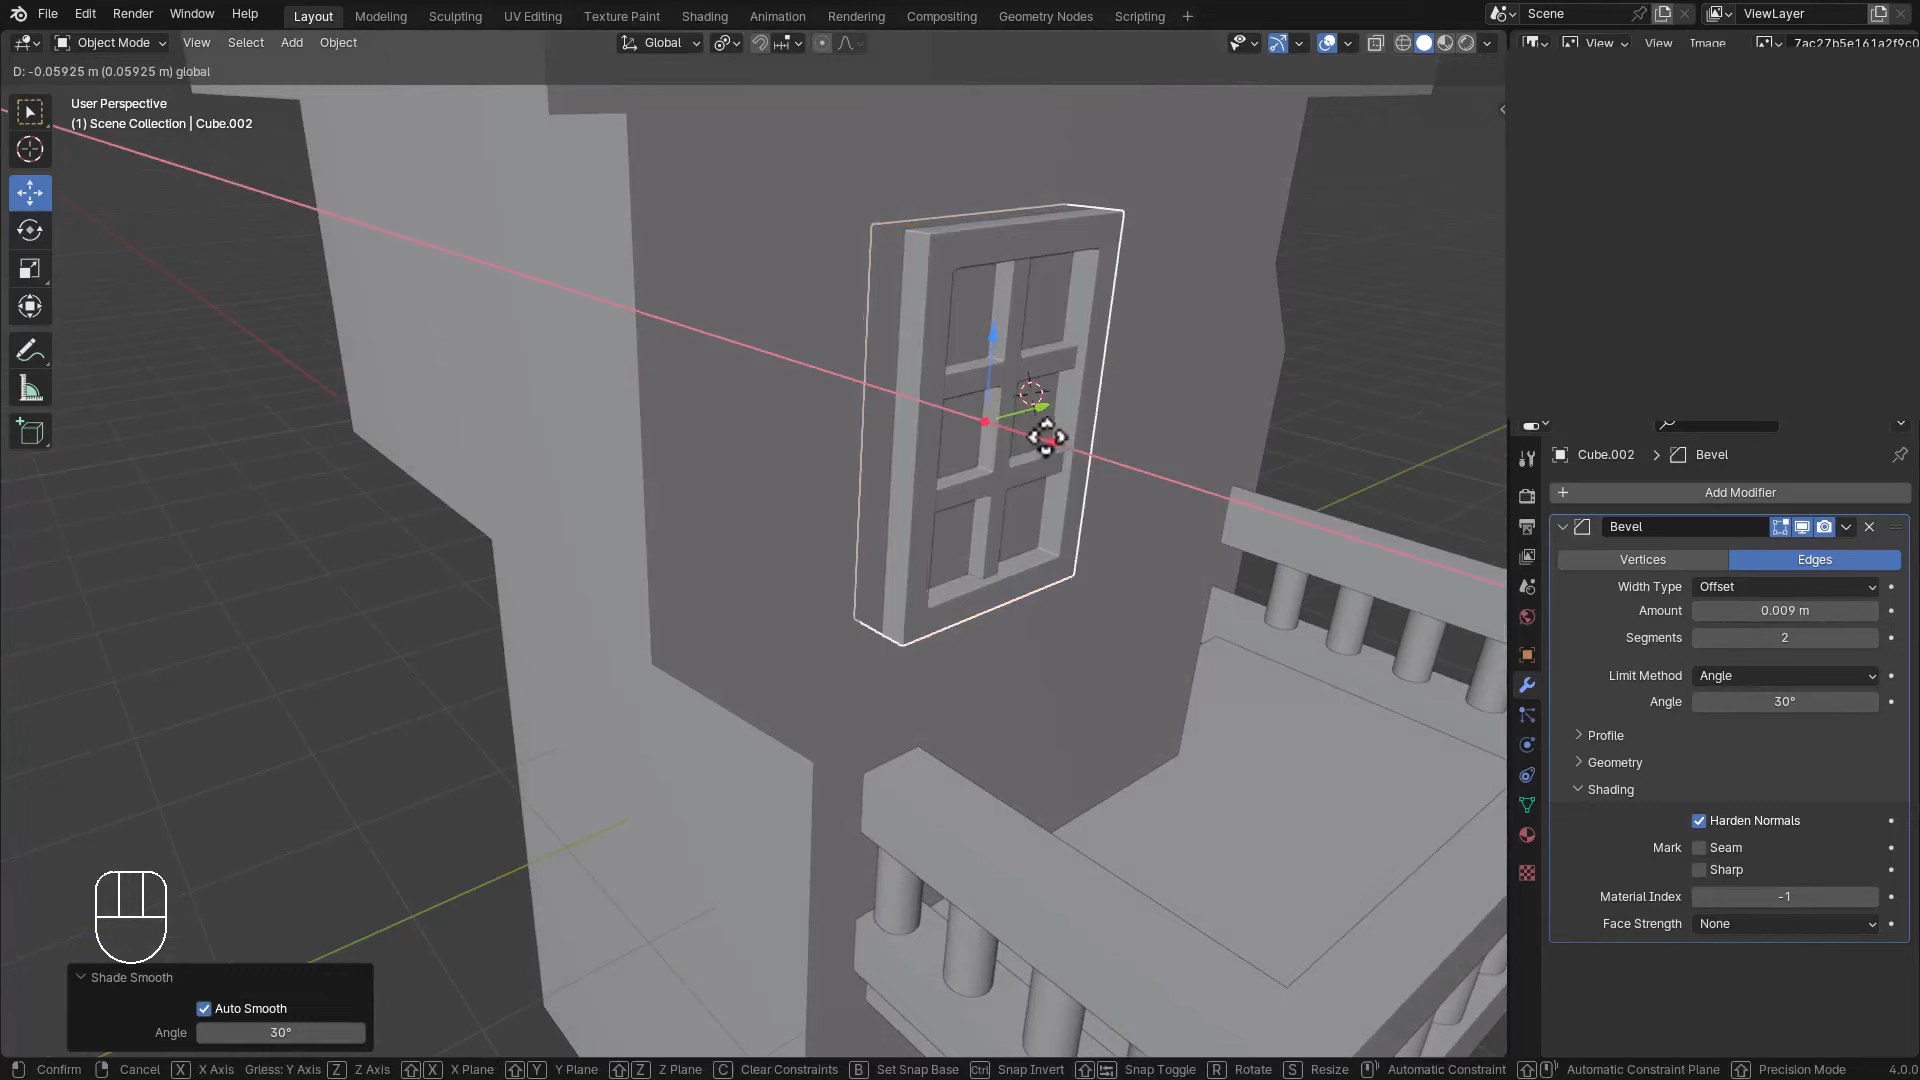 File Edit Render Window Help Layout Modeling Sculpting UV Editing Texture Paint Shading Animation Rendering Compositing Geometry Nodes Scripting + Scene ViewLayer
Object Mode View Select Add Object Global View View Image 7ac27b5e161a2f9c0
D: -0.05925 m (0.05925 m) global
User Perspective
(1) Scene Collection | Cube.002
Cube.002 > Bevel
+ Add Modifier
Bevel
Vertices Edges
Width Type Offset
Amount 0.009 m
Segments 2
Limit Method Angle
Angle 30°
Profile
Geometry
Shading
Harden Normals
Mark Seam
Sharp
Material Index -1
Face Strength None
Shade Smooth
Auto Smooth
Angle 30°
Confirm Cancel X X Axis Grless: Y Axis Z Z Axis X X Plane Y Y Plane Z Z Plane C Clear Constraints B Set Snap Base Ctrl Snap Invert Snap Toggle R Rotate S Resize Automatic Constraint Automatic Constraint Plane Precision Mode 4.0.0